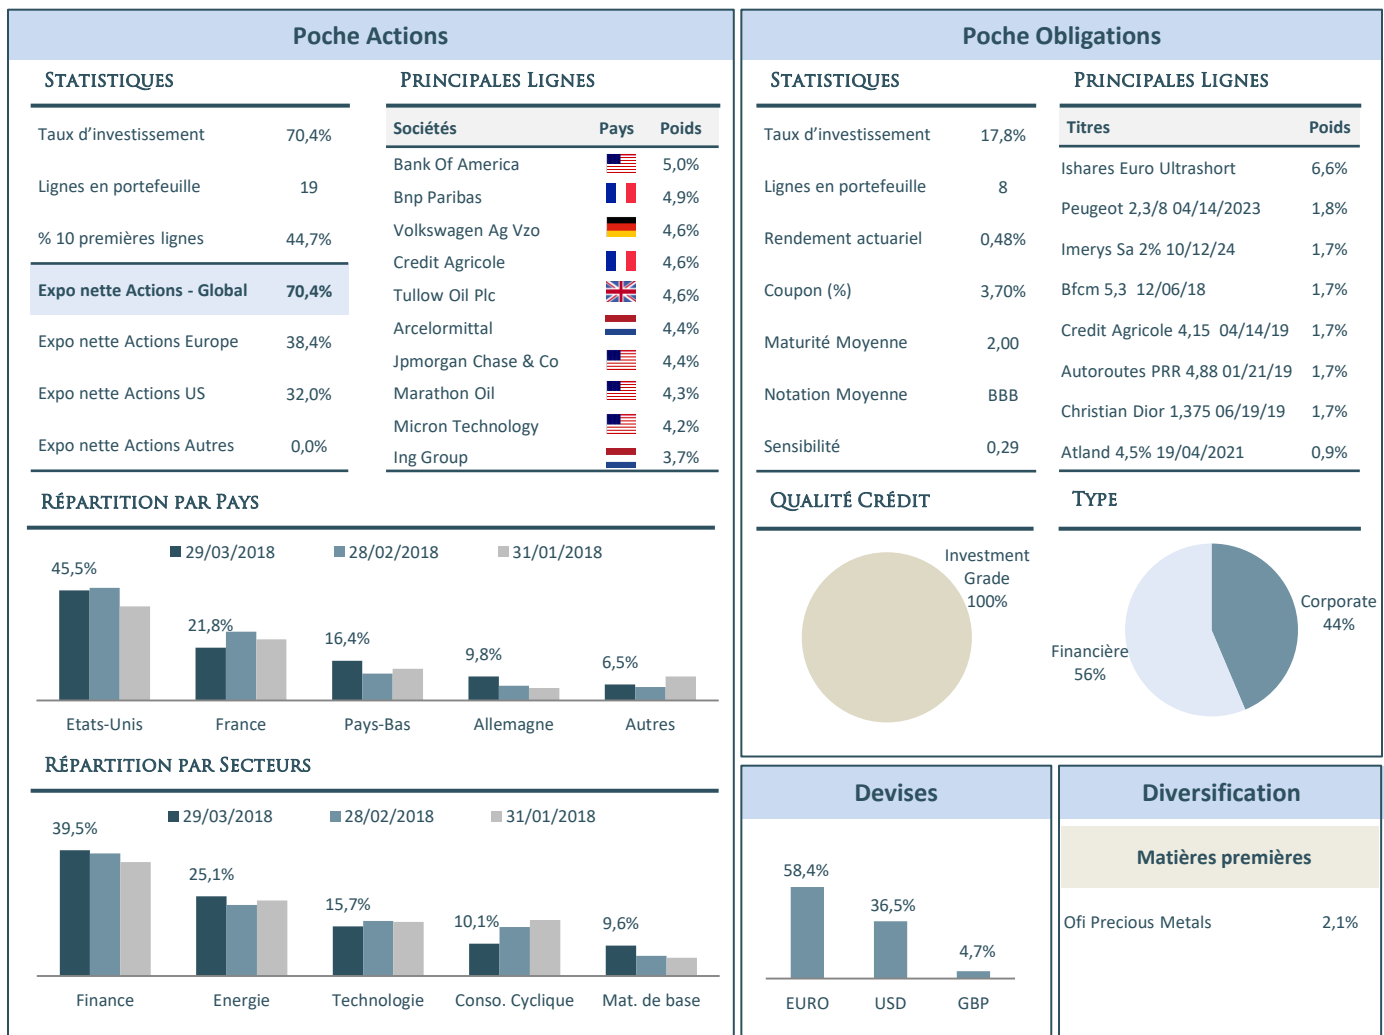 Poche Actions
STATISTIQUES
Taux d’investissement 70,4%
Lignes en portefeuille 19
% 10 premières lignes 44,7%
Expo nette Actions - Global 70,4%
Expo nette Actions Europe 38,4%
Expo nette Actions US 32,0%
Expo nette Actions Autres 0,0%
PRINCIPALES LIGNES
Sociétés Pays Poids
Bank Of America 5,0%
Bnp Paribas 4,9%
Volkswagen Ag Vzo 4,6%
Credit Agricole 4,6%
Tullow Oil Plc 4,6%
Arcelormittal 4,4%
Jpmorgan Chase & Co 4,4%
Marathon Oil 4,3%
Micron Technology 4,2%
Ing Group 3,7%
RÉPARTITION PAR PAYS
29/03/2018 28/02/2018 31/01/2018
45,5% 21,8% 16,4% 9,8% 6,5%
Etats-Unis France Pays-Bas Allemagne Autres
RÉPARTITION PAR SECTEURS
29/03/2018 28/02/2018 31/01/2018
39,5% 25,1% 15,7% 10,1% 9,6%
Finance Energie Technologie Conso. Cyclique Mat. de base
Poche Obligations
STATISTIQUES
Taux d’investissement 17,8%
Lignes en portefeuille 8
Rendement actuariel 0,48%
Coupon (%) 3,70%
Maturité Moyenne 2,00
Notation Moyenne BBB
Sensibilité 0,29
PRINCIPALES LIGNES
Titres Poids
Ishares Euro Ultrashort 6,6%
Peugeot 2,3/8 04/14/2023 1,8%
Imerys Sa 2% 10/12/24 1,7%
Bfcm 5,3 12/06/18 1,7%
Credit Agricole 4,15 04/14/19 1,7%
Autoroutes PRR 4,88 01/21/19 1,7%
Christian Dior 1,375 06/19/19 1,7%
Atland 4,5% 19/04/2021 0,9%
QUALITÉ CRÉDIT
Investment
Grade
100%
TYPE
Corporate
44%
Financière
56%
Devises
58,4% 36,5% 4,7%
EURO USD GBP
Diversification
Matières premières
Ofi Precious Metals 2,1%